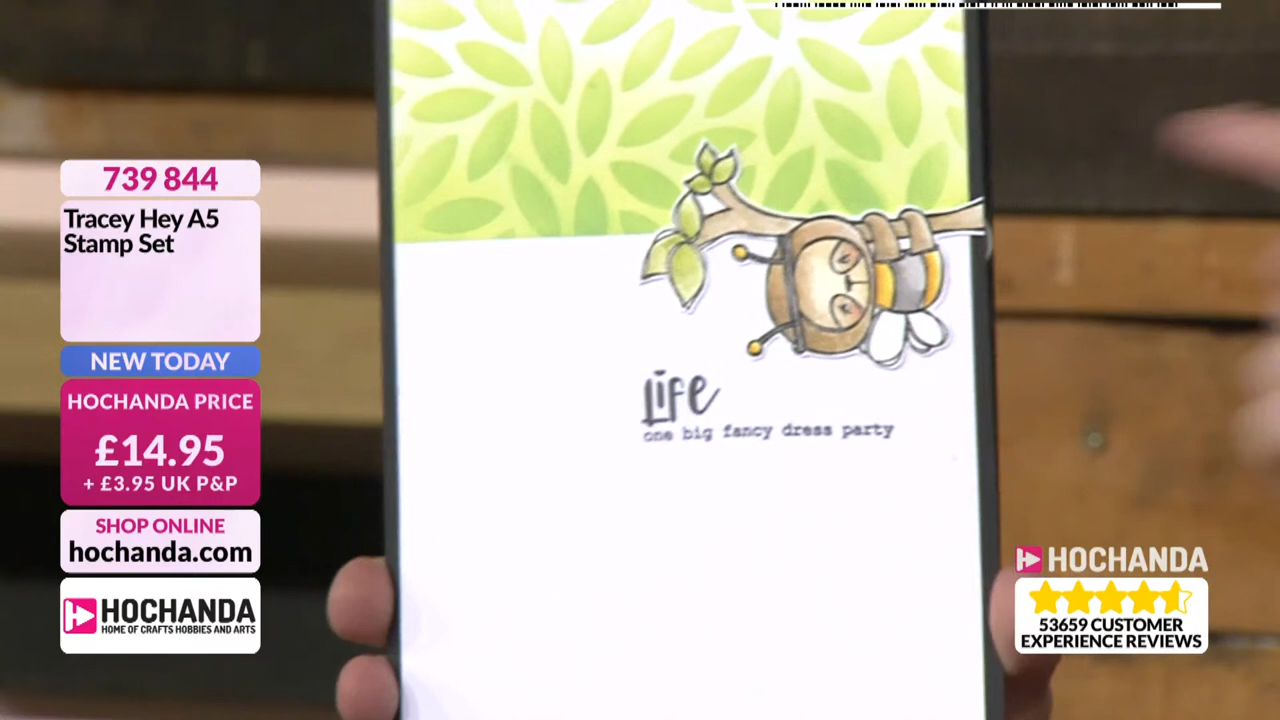 739 844
Tracey Hey A5
Stamp Set
NEW TODAY
HOCHANDA PRICE
£14.95
+ £3.95 UK P&P
SHOP ONLINE
hochanda.com
HOCHANDA
HOME OF CRAFTS HOBBIES AND ARTS
Life
one big fancy dress party
HOCHANDA
53659 CUSTOMER
EXPERIENCE REVIEWS